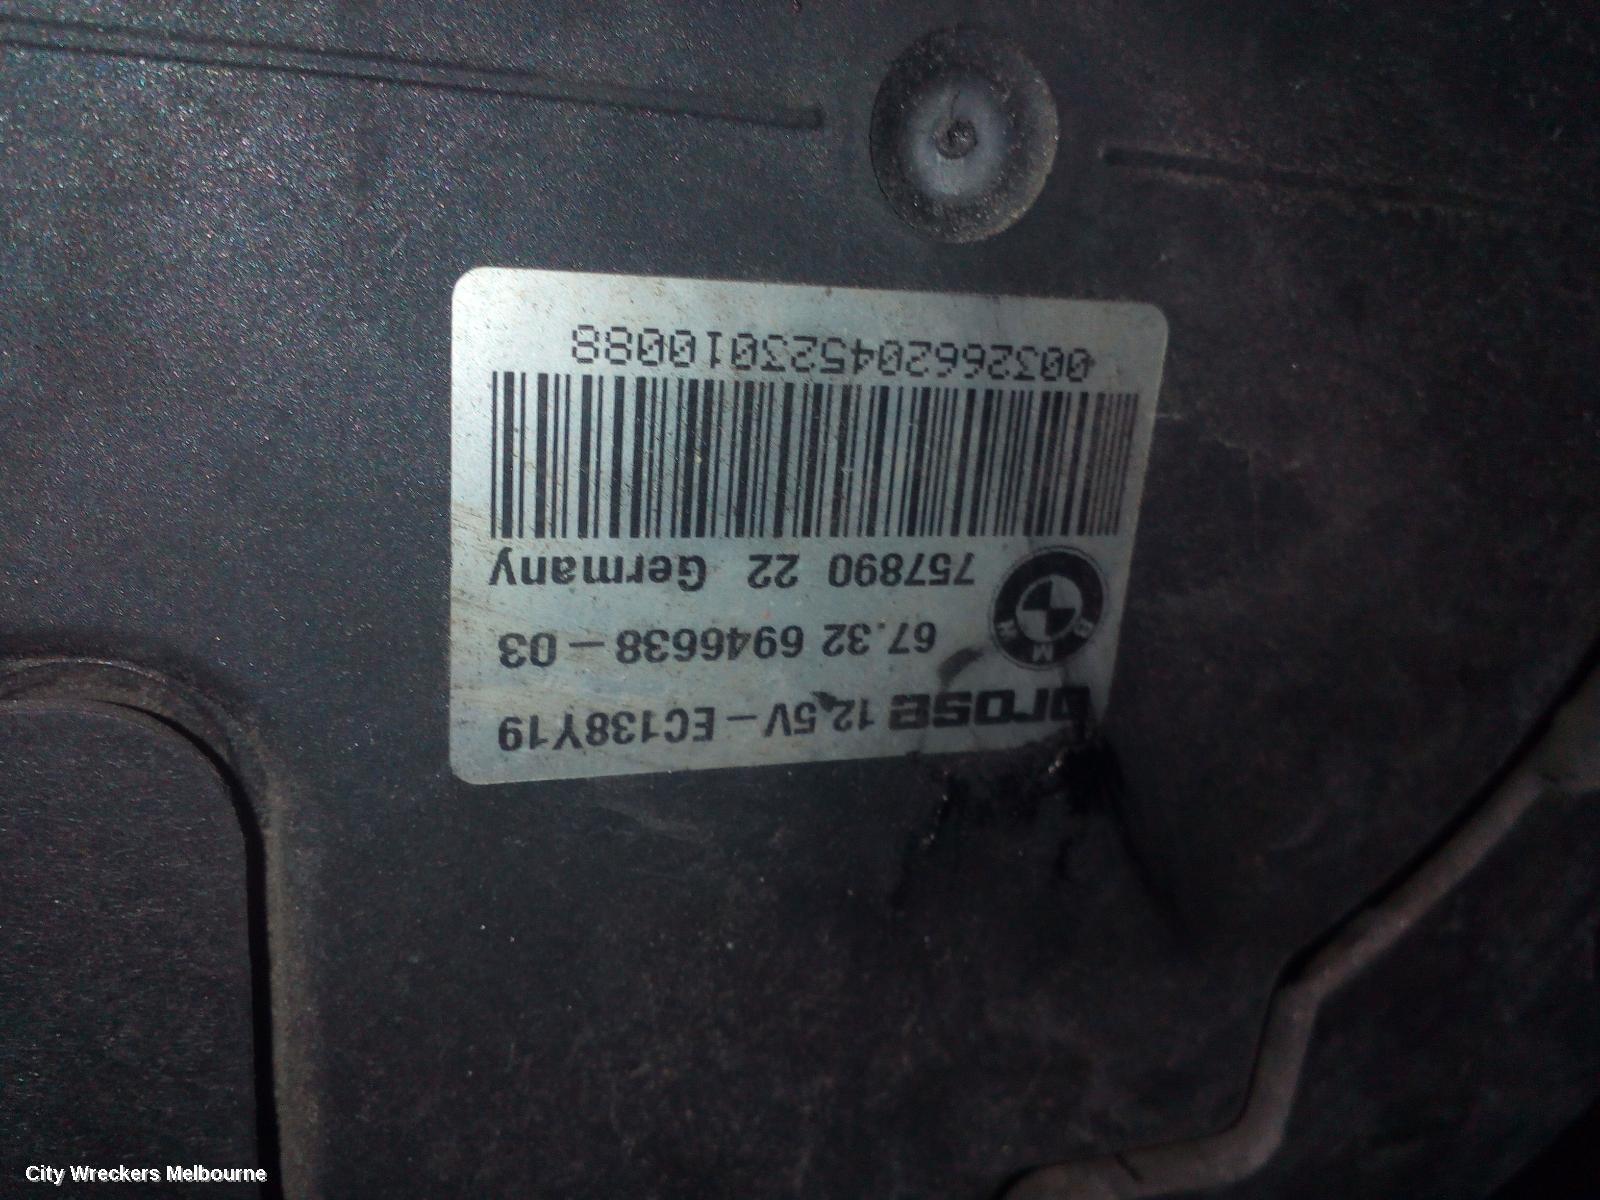 brose 12,5V – EC138Y19
67.32 6946638 – 03
757890 22 Germany
0032662045230100088
City Wreckers Melbourne